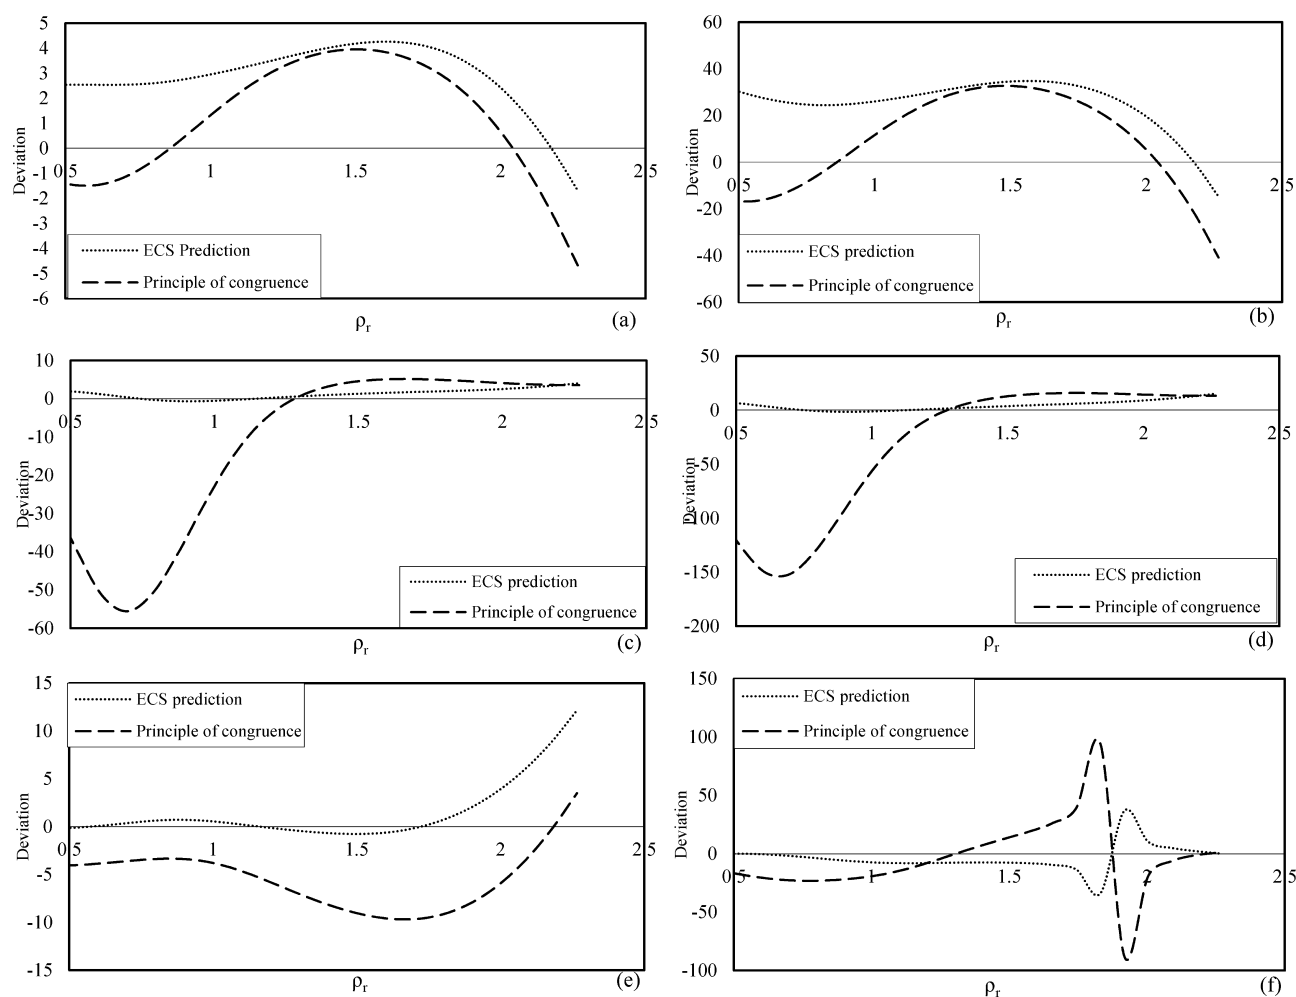 5
4
3
2
1
0
-1
-2
-3
-4
-5
-6
Deviation
0.5
1
1.5
2
2.5
ECS Prediction
Principle of congruence
ρr
(a)
60
40
20
0
-20
-40
-60
Deviation
0.5
1
1.5
2
2.5
ECS prediction
Principle of congruence
ρr
(b)
10
0
-10
-20
-30
-40
-50
-60
Deviation
0.5
1
1.5
2
2.5
ECS prediction
Principle of congruence
ρr
(c)
50
0
-50
-100
-150
-200
Deviation
0.5
1
1.5
2
2.5
ECS prediction
Principle of congruence
ρr
(d)
15
10
5
0
-5
-10
-15
Deviation
0.5
1
1.5
2
2.5
ECS prediction
Principle of congruence
ρr
(e)
150
100
50
0
-50
-100
Deviation
0.5
1
1.5
2
2.5
ECS prediction
Principle of congruence
ρr
(f)